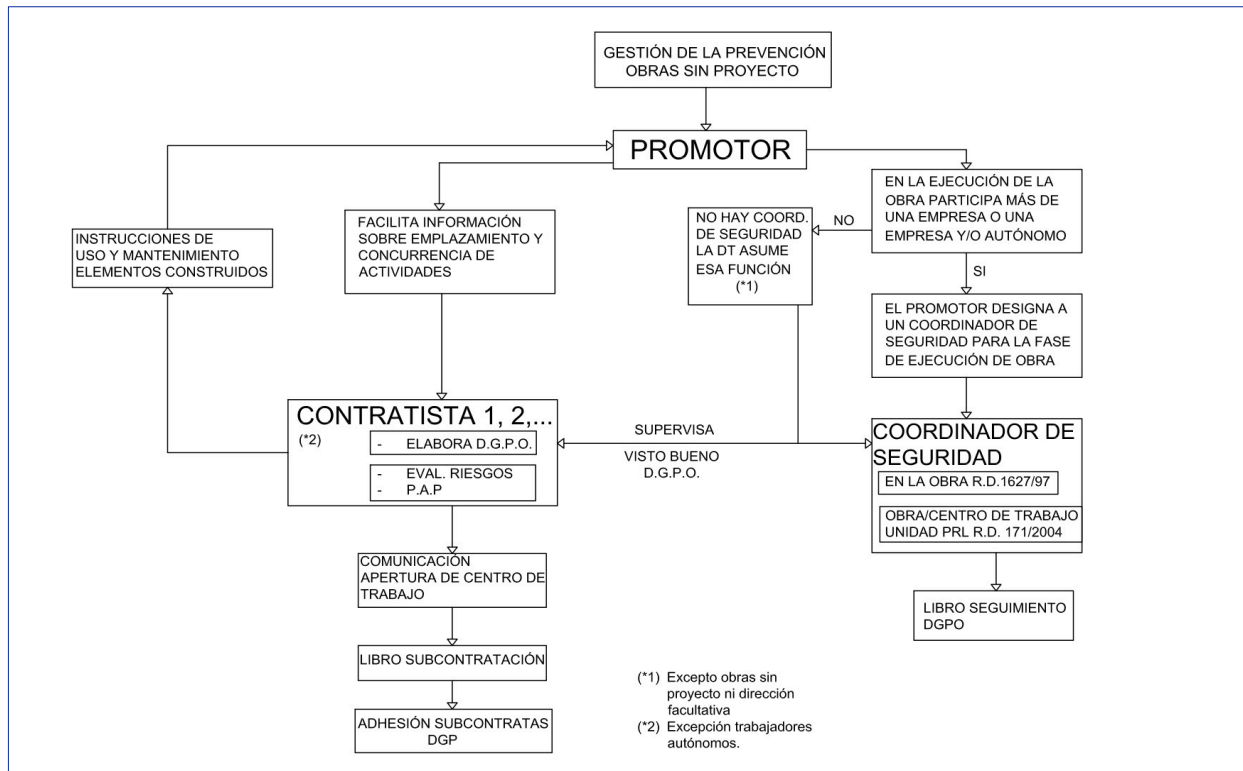 GESTIÓN DE LA PREVENCIÓN
OBRAS SIN PROYECTO
PROMOTOR
EN LA EJECUCIÓN DE LA
OBRA PARTICIPA MÁS DE
UNA EMPRESA O UNA
EMPRESA Y/O AUTÓNOMO
NO
NO HAY COORD.
DE SEGURIDAD
LA DT ASUME
ESA FUNCIÓN
(*1)
FACILITA INFORMACIÓN
SOBRE EMPLAZAMIENTO Y
CONCURRENCIA DE
ACTIVIDADES
INSTRUCCIONES DE
USO Y MANTENIMIENTO
ELEMENTOS CONSTRUIDOS
SI
EL PROMOTOR DESIGNA A
UN COORDINADOR DE
SEGURIDAD PARA LA FASE
DE EJECUCIÓN DE OBRA
CONTRATISTA 1, 2,...
(*2)
- ELABORA D.G.P.O.
- EVAL. RIESGOS
- P.A.P
SUPERVISA
VISTO BUENO
D.G.P.O.
COORDINADOR DE
SEGURIDAD
EN LA OBRA R.D.1627/97
OBRA/CENTRO DE TRABAJO
UNIDAD PRL R.D. 171/2004
COMUNICACIÓN
APERTURA DE CENTRO DE
TRABAJO
LIBRO SEGUIMIENTO
DGPO
LIBRO SUBCONTRATACIÓN
ADHESIÓN SUBCONTRATAS
DGP
(*1) Excepto obras sin
proyecto ni dirección
facultativa
(*2) Excepción trabajadores
autónomos.